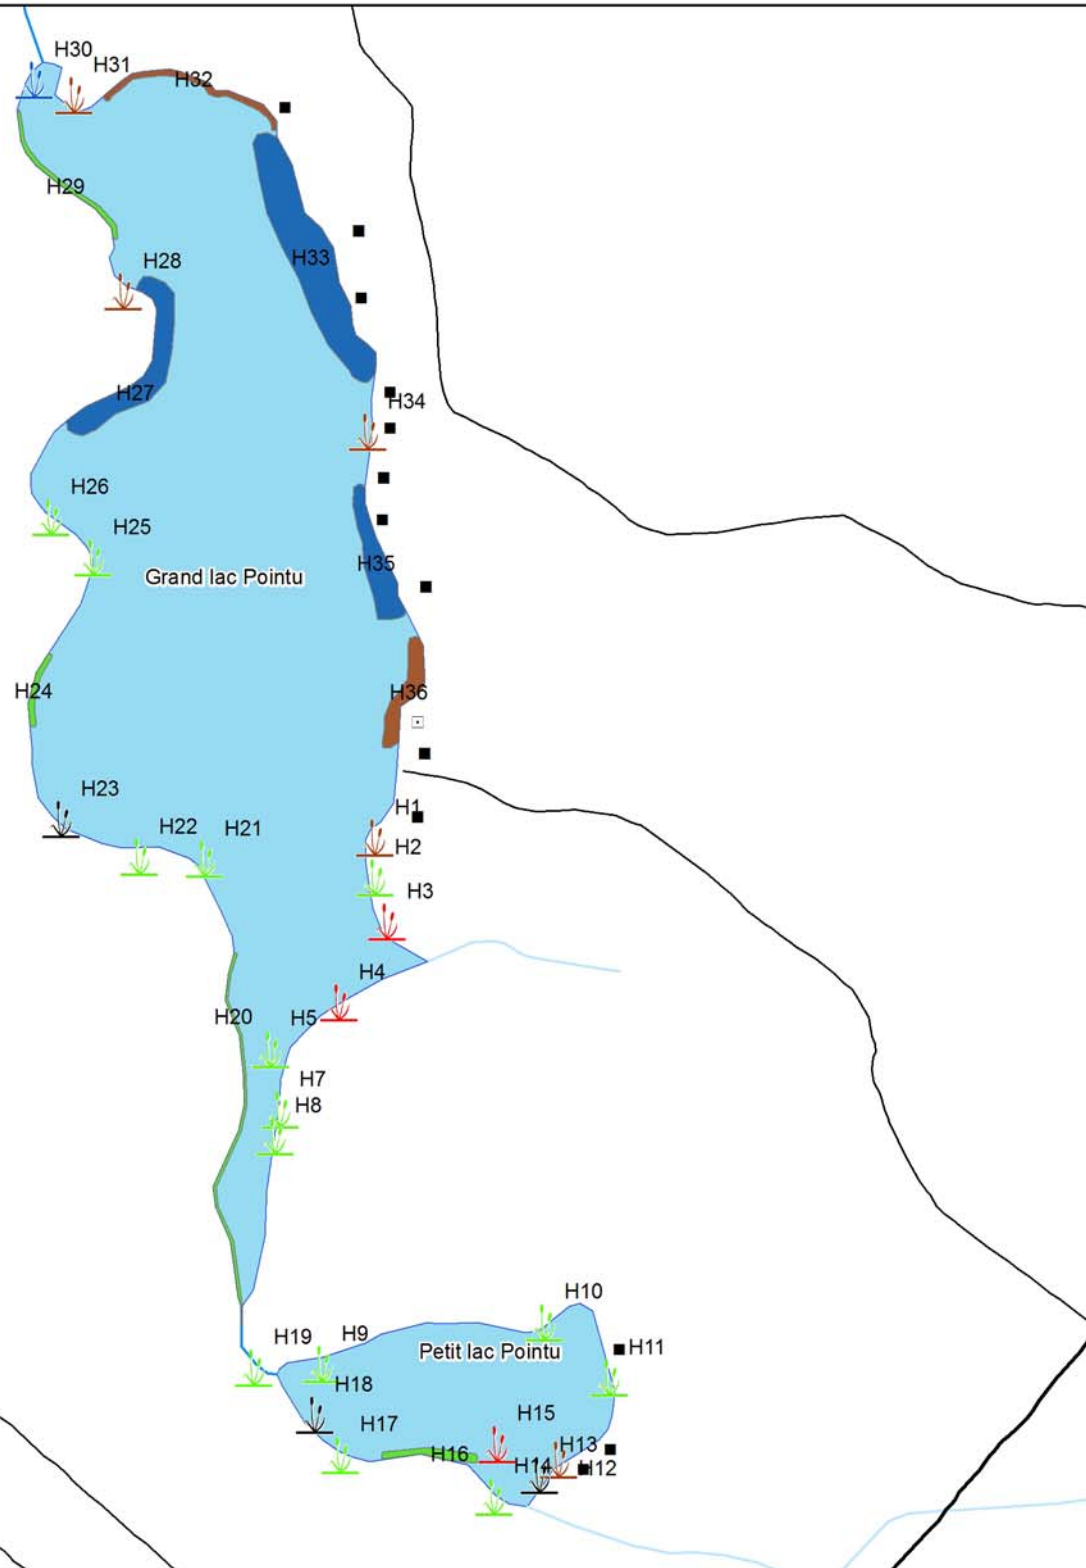 H30
H31
H32
H29
H33
H28
H27
H34
H26
H25
H35
Grand lac Pointu
H24
H36
H23
H1
H22
H21
H2
H3
H4
H20
H5
H7
H8
H10
H19
H9
Petit lac Pointu
H11
H18
H15
H17
H13
H16
H14
H12